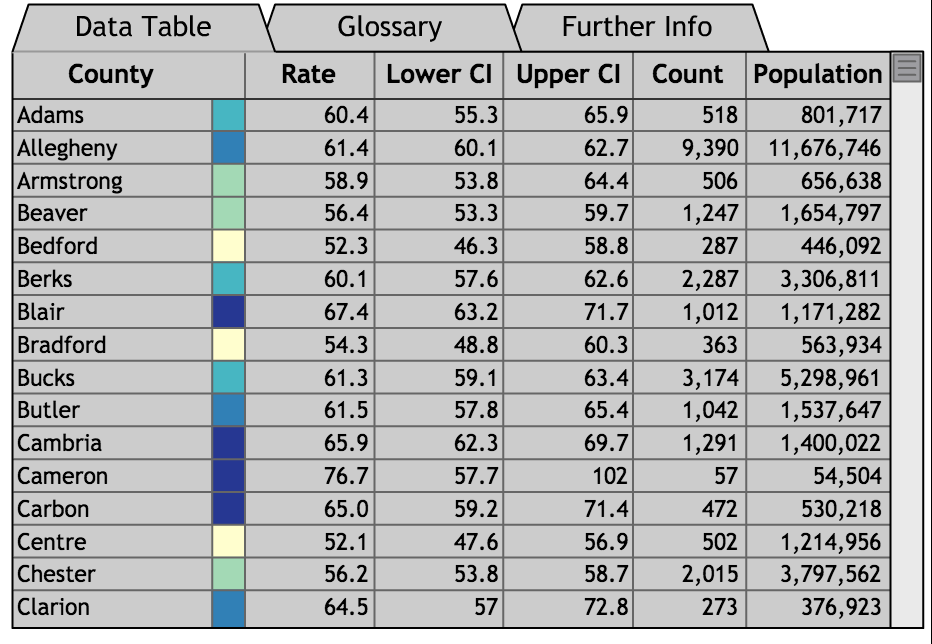 Data Table Glossary Further Info
County Rate Lower CI Upper CI Count Population
Adams 60.4 55.3 65.9 518 801,717
Allegheny 61.4 60.1 62.7 9,390 11,676,746
Armstrong 58.9 53.8 64.4 506 656,638
Beaver 56.4 53.3 59.7 1,247 1,654,797
Bedford 52.3 46.3 58.8 287 446,092
Berks 60.1 57.6 62.6 2,287 3,306,811
Blair 67.4 63.2 71.7 1,012 1,171,282
Bradford 54.3 48.8 60.3 363 563,934
Bucks 61.3 59.1 63.4 3,174 5,298,961
Butler 61.5 57.8 65.4 1,042 1,537,647
Cambria 65.9 62.3 69.7 1,291 1,400,022
Cameron 76.7 57.7 102 57 54,504
Carbon 65.0 59.2 71.4 472 530,218
Centre 52.1 47.6 56.9 502 1,214,956
Chester 56.2 53.8 58.7 2,015 3,797,562
Clarion 64.5 57 72.8 273 376,923